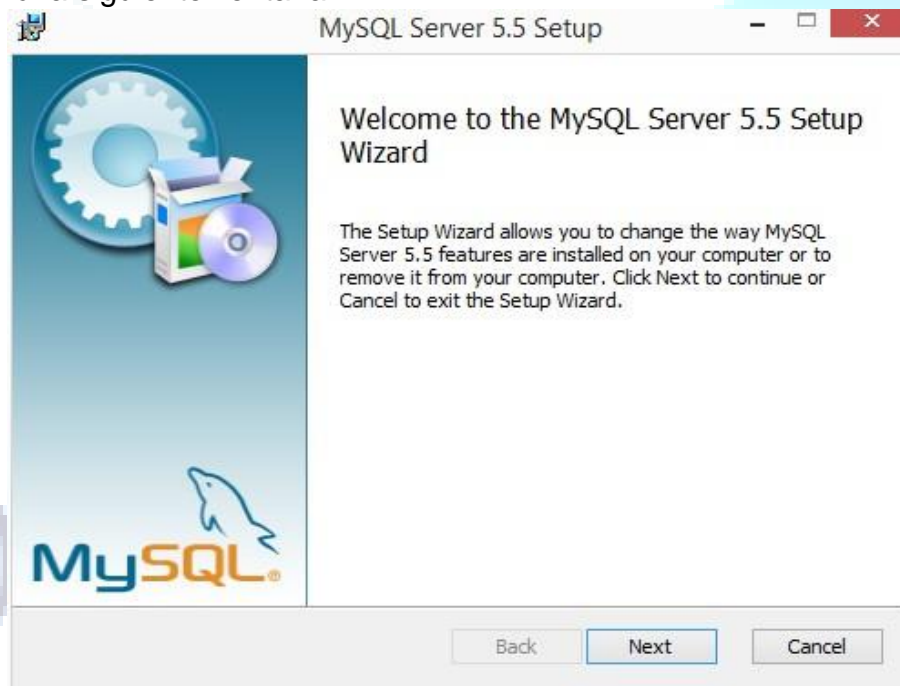 MySQL Server 5.5 Setup
Welcome to the MySQL Server 5.5 Setup
Wizard
The Setup Wizard allows you to change the way MySQL
Server 5.5 features are installed on your computer or to
remove it from your computer. Click Next to continue or
Cancel to exit the Setup Wizard.
MySQL®
Back Next Cancel